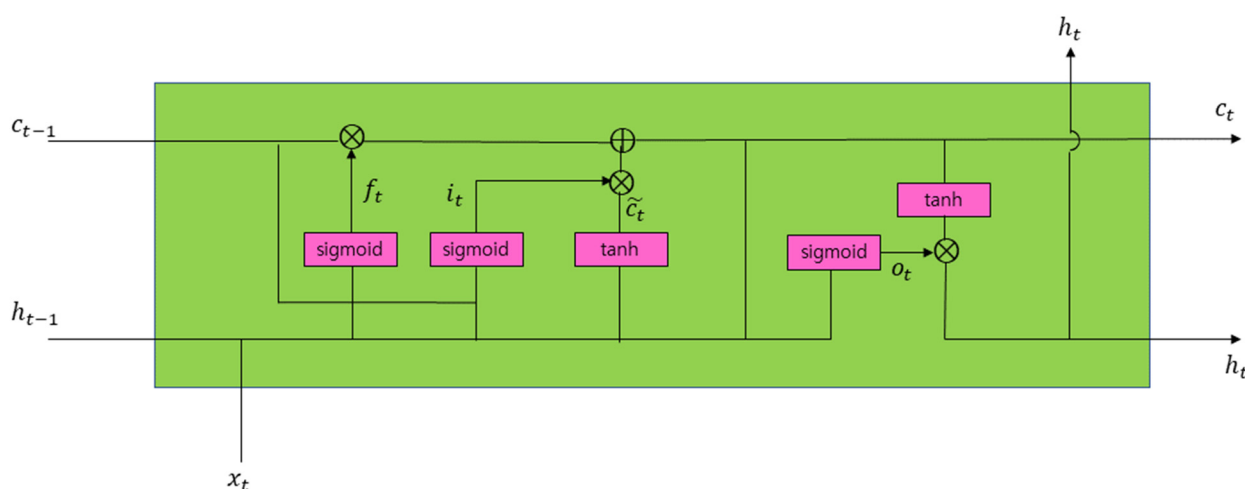 h_t
c_{t-1}
c_t
f_t
i_t
c̃_t
tanh
sigmoid
sigmoid
tanh
sigmoid
o_t
h_{t-1}
h_t
x_t